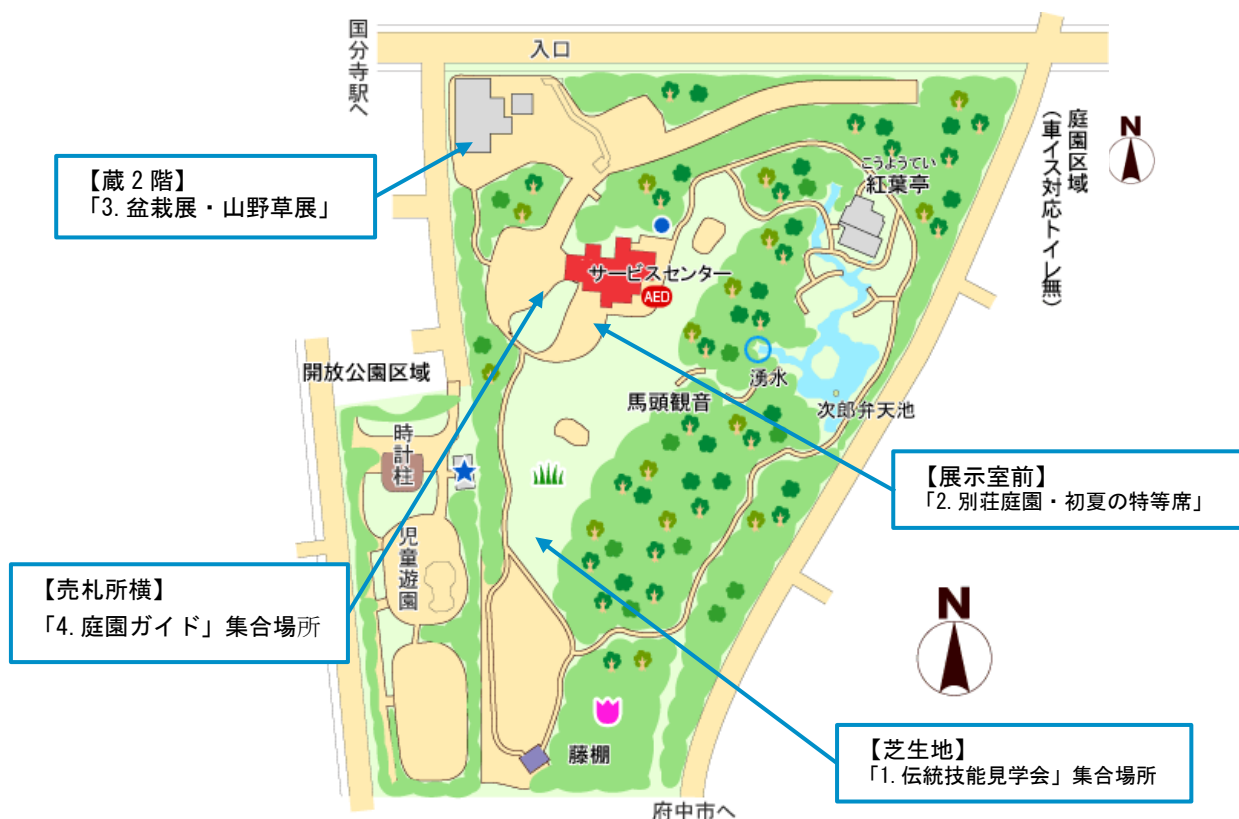 国分寺駅へ
入口
庭園区域
(車イス対応トイレ無)
N
【蔵2階】
「3. 盆栽展・山野草展」
こうようてい
紅葉亭
サービスセンター
AED
開放公園区域
湧水
馬頭観音
次郎弁天池
時計柱
【展示室前】
「2. 別荘庭園・初夏の特等席」
児童遊園
【売札所横】
「4. 庭園ガイド」集合場所
N
藤棚
【芝生地】
「1. 伝統技能見学会」集合場所
府中市へ